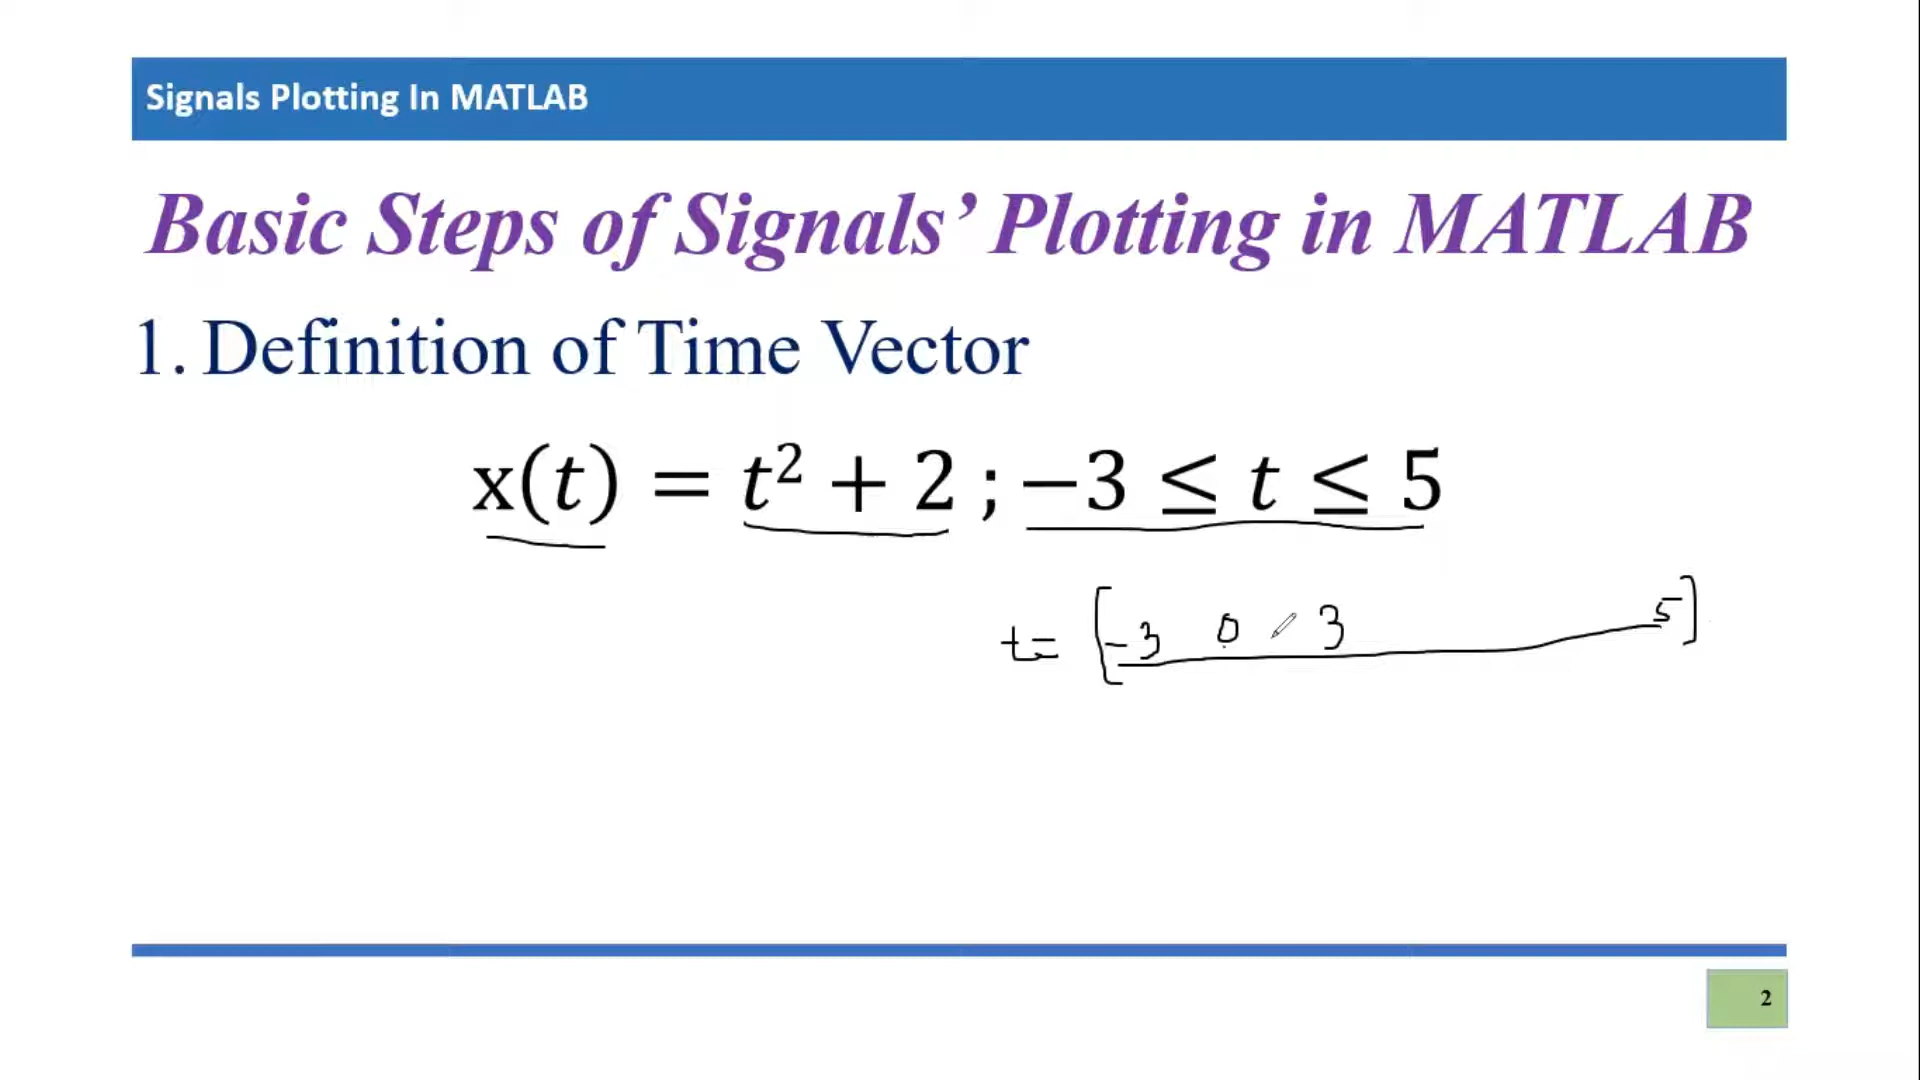 Signals Plotting In MATLAB
Basic Steps of Signals’ Plotting in MATLAB
1. Definition of Time Vector
x(t) = t² + 2 ; −3 ≤ t ≤ 5
t= [-3 0 3 5]
2